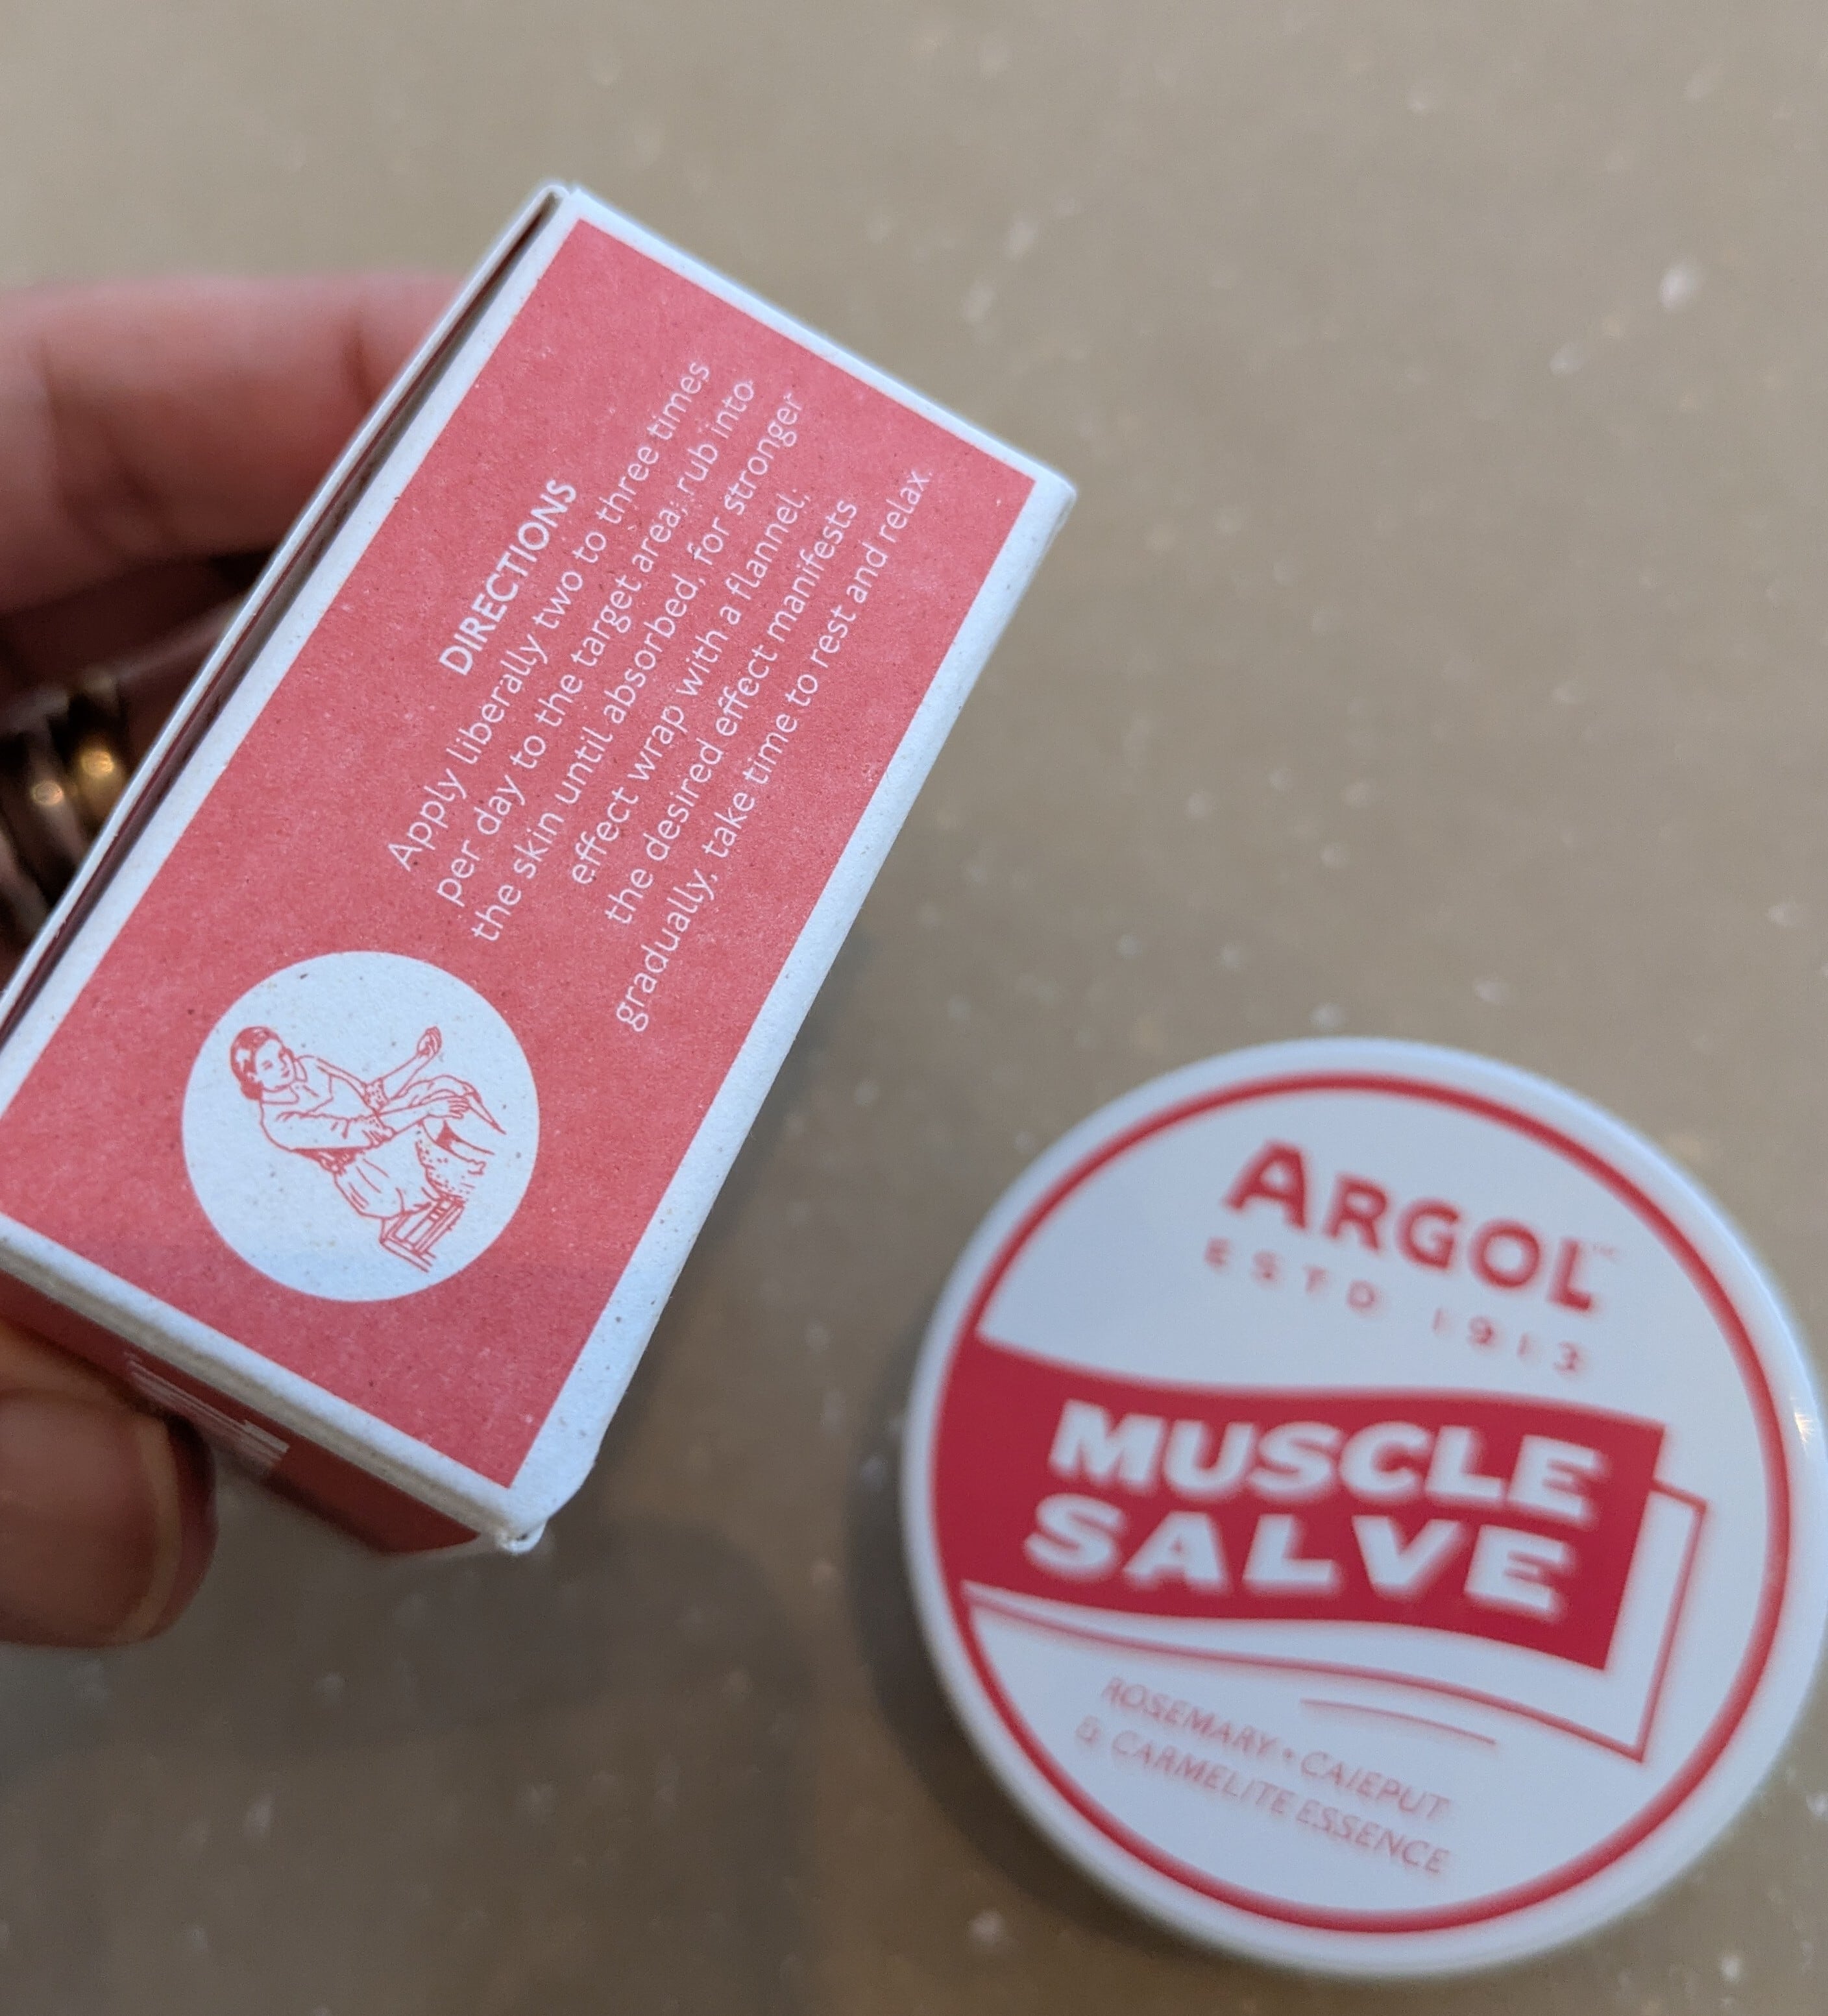 DIRECTIONS
Apply liberally two to three times
per day to the target area; rub into
the skin until absorbed, for stronger
effect wrap with a flannel,
the desired effect manifests
gradually, take time to rest and relax.
ARGOL™
ESTD 1913
MUSCLE
SALVE
ROSEMARY • CAJEPUT
& CARMELITE ESSENCE